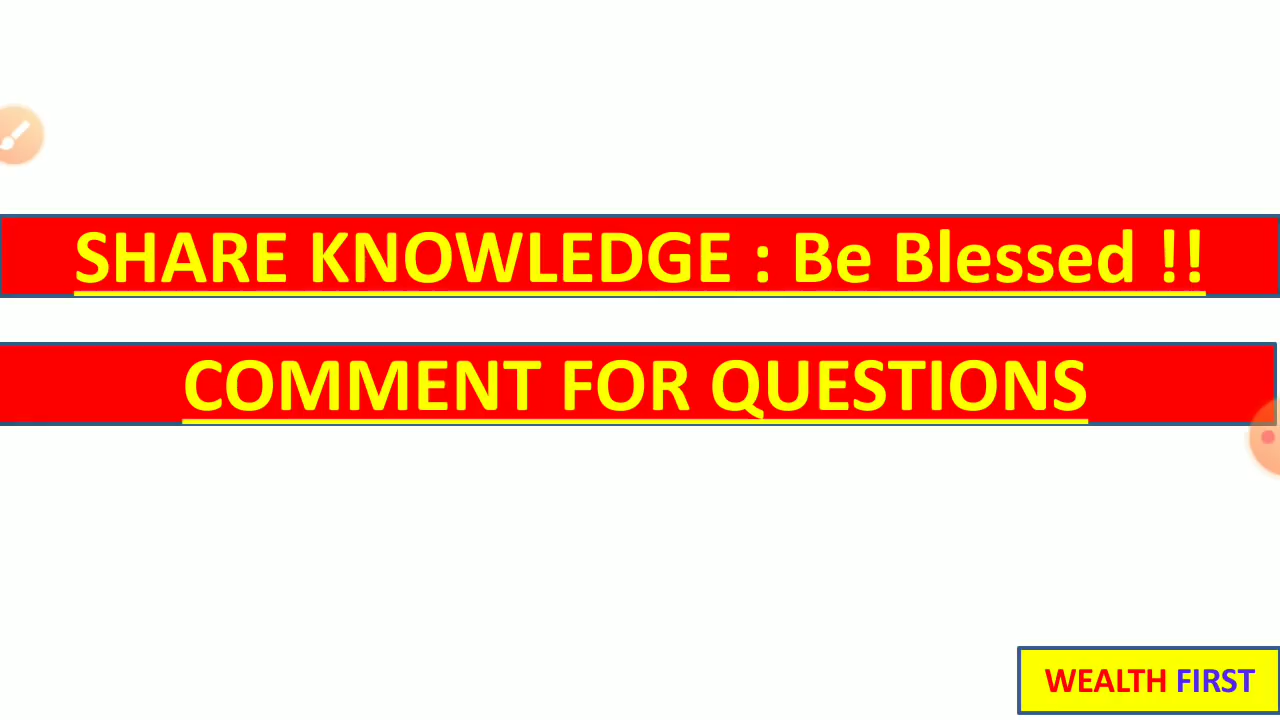 SHARE KNOWLEDGE : Be Blessed !!
COMMENT FOR QUESTIONS
WEALTH FIRST